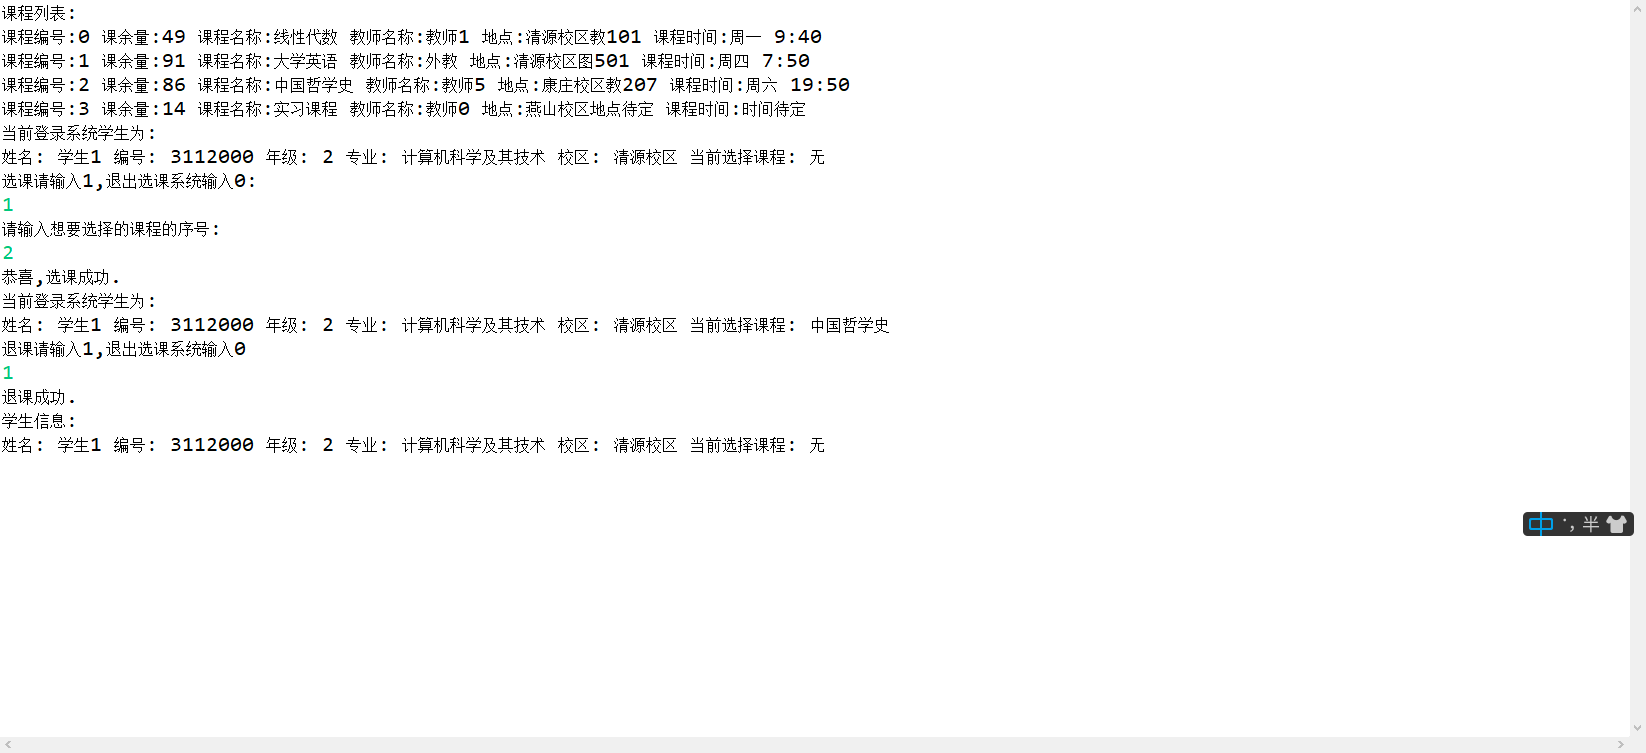 课程列表:
课程编号:0 课余量:49 课程名称:线性代数 教师名称:教师1 地点:清源校区教101 课程时间:周一 9:40
课程编号:1 课余量:91 课程名称:大学英语 教师名称:外教 地点:清源校区图501 课程时间:周四 7:50
课程编号:2 课余量:86 课程名称:中国哲学史 教师名称:教师5 地点:康庄校区教207 课程时间:周六 19:50
课程编号:3 课余量:14 课程名称:实习课程 教师名称:教师0 地点:燕山校区地点待定 课程时间:时间待定
当前登录系统学生为:
姓名: 学生1 编号: 3112000 年级: 2 专业: 计算机科学及其技术 校区: 清源校区 当前选择课程: 无
选课请输入1,退出选课系统输入0:
1
请输入想要选择的课程的序号:
2
恭喜,选课成功.
当前登录系统学生为:
姓名: 学生1 编号: 3112000 年级: 2 专业: 计算机科学及其技术 校区: 清源校区 当前选择课程: 中国哲学史
退课请输入1,退出选课系统输入0
1
退课成功.
学生信息:
姓名: 学生1 编号: 3112000 年级: 2 专业: 计算机科学及其技术 校区: 清源校区 当前选择课程: 无
中 ·, 半